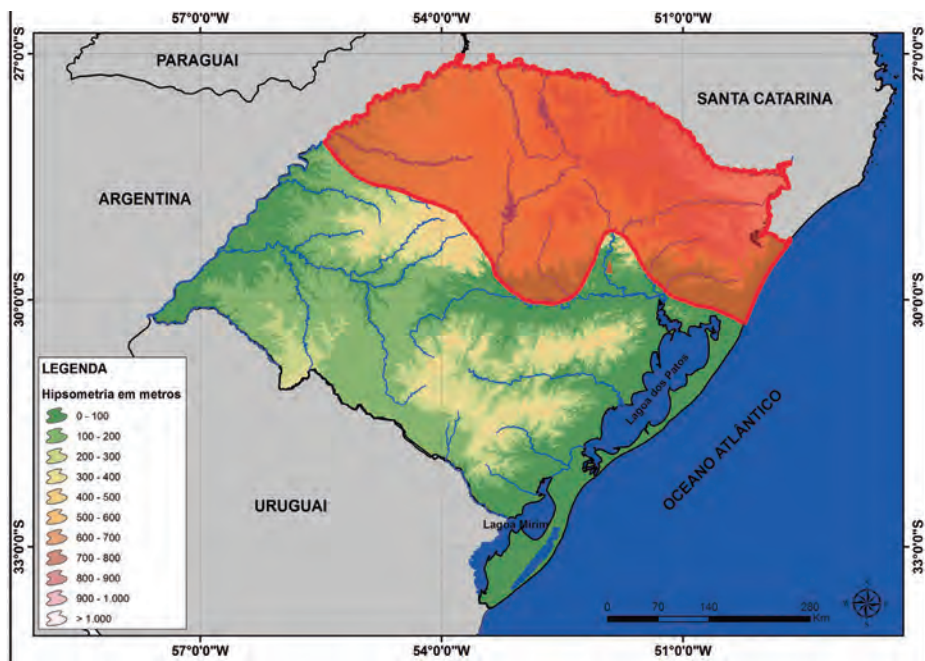 57°0'0"W 54°0'0"W 51°0'0"W
27°0'0"S 27°0'0"S
PARAGUAI
SANTA CATARINA
ARGENTINA
30°0'0"S 30°0'0"S
LEGENDA
Hipsometria em metros
0 - 100
100 - 200
200 - 300
300 - 400
400 - 500
500 - 600
600 - 700
700 - 800
800 - 900
900 - 1.000
> 1.000
Lagoa dos Patos
OCEANO ATLÂNTICO
URUGUAI
Lagoa Mirim
33°0'0"S 33°0'0"S
0 70 140 280
Km
57°0'0"W 54°0'0"W 51°0'0"W